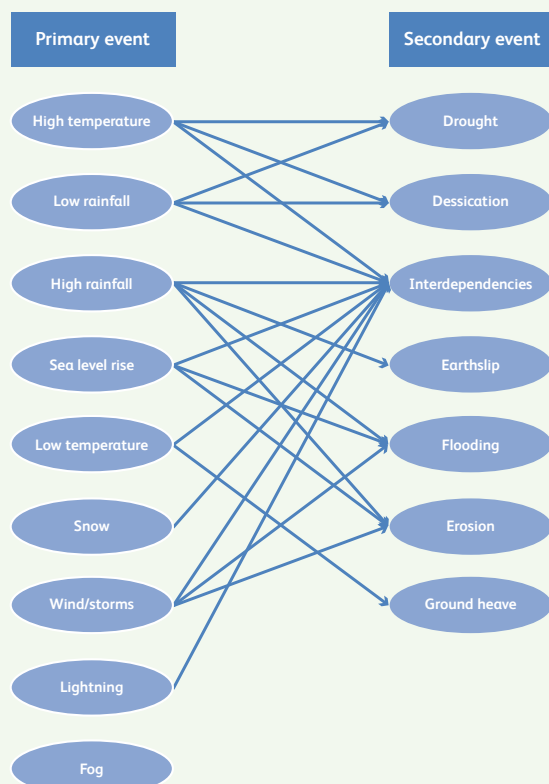 Primary event
Secondary event
High temperature
Drought
Low rainfall
Dessication
High rainfall
Interdependencies
Sea level rise
Earthslip
Low temperature
Flooding
Snow
Erosion
Wind/storms
Ground heave
Lightning
Fog